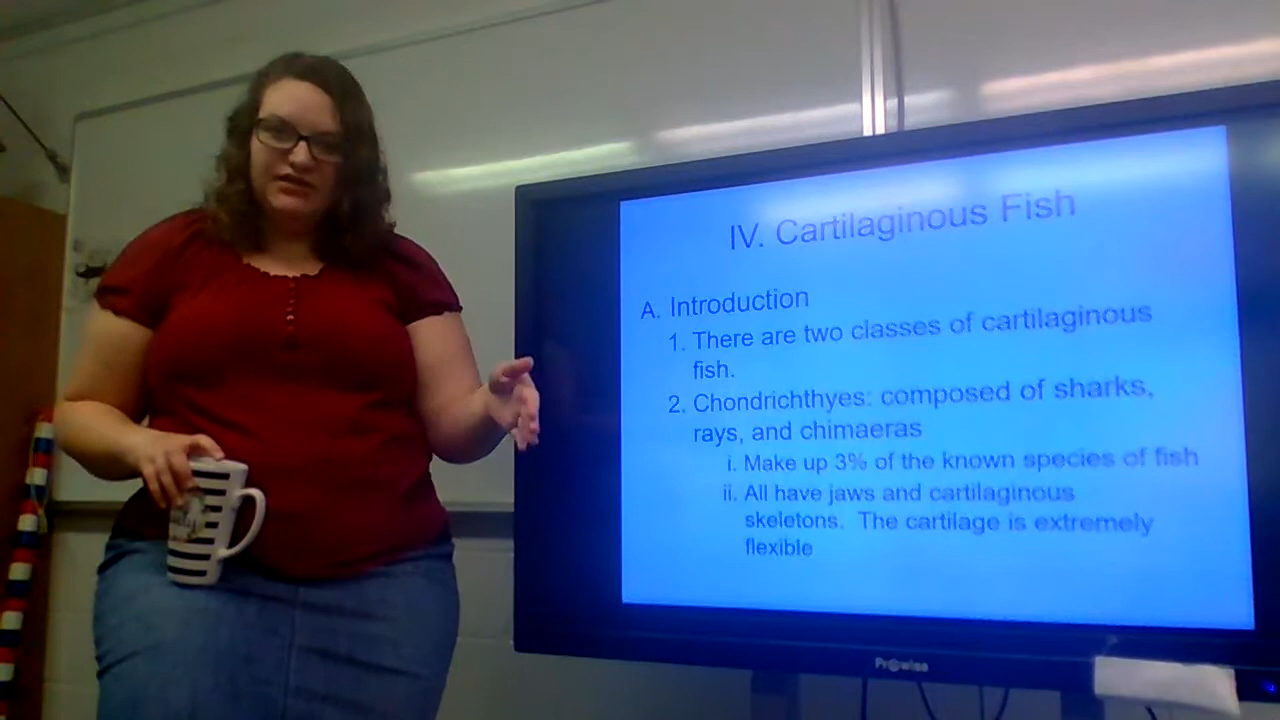 IV. Cartilaginous Fish
A. Introduction
1. There are two classes of cartilaginous
fish.
2. Chondrichthyes: composed of sharks,
rays, and chimaeras
i. Make up 3% of the known species of fish
ii. All have jaws and cartilaginous
skeletons. The cartilage is extremely
flexible
Prowise